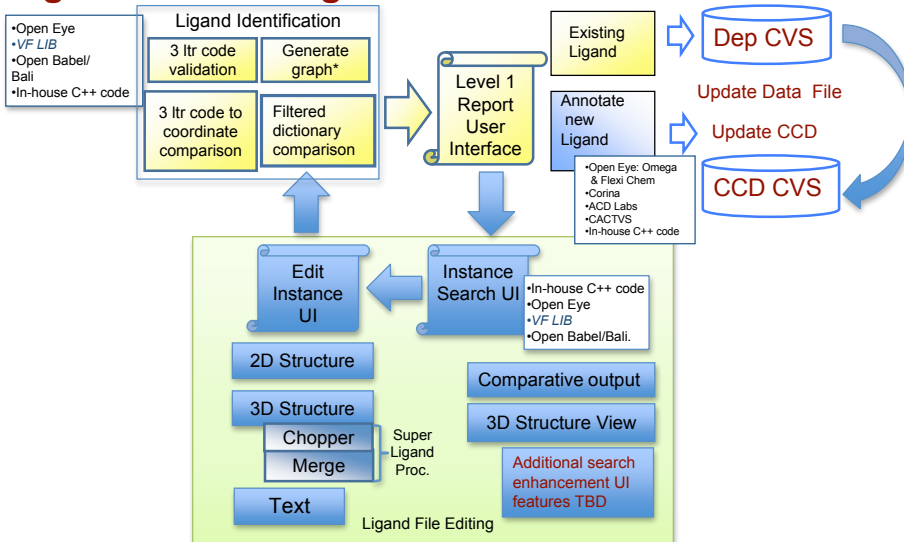 •Open Eye
•VF LIB
•Open Babel/
Bali
•In-house C++ code
Ligand Identification
3 ltr code
validation
Generate
graph*
3 ltr code to
coordinate
comparison
Filtered
dictionary
comparison
Level 1
Report
User
Interface
Existing
Ligand
Annotate
new
Ligand
•Open Eye: Omega
& Flexi Chem
•Corina
•ACD Labs
•CACTVS
•In-house C++ code
Dep CVS
Update Data File
Update CCD
CCD CVS
Edit
Instance
UI
Instance
Search UI
•In-house C++ code
•Open Eye
•VF LIB
•Open Babel/Bali.
2D Structure
3D Structure
Chopper
Merge
Super
Ligand
Proc.
Text
Comparative output
3D Structure View
Additional search
enhancement UI
features TBD
Ligand File Editing